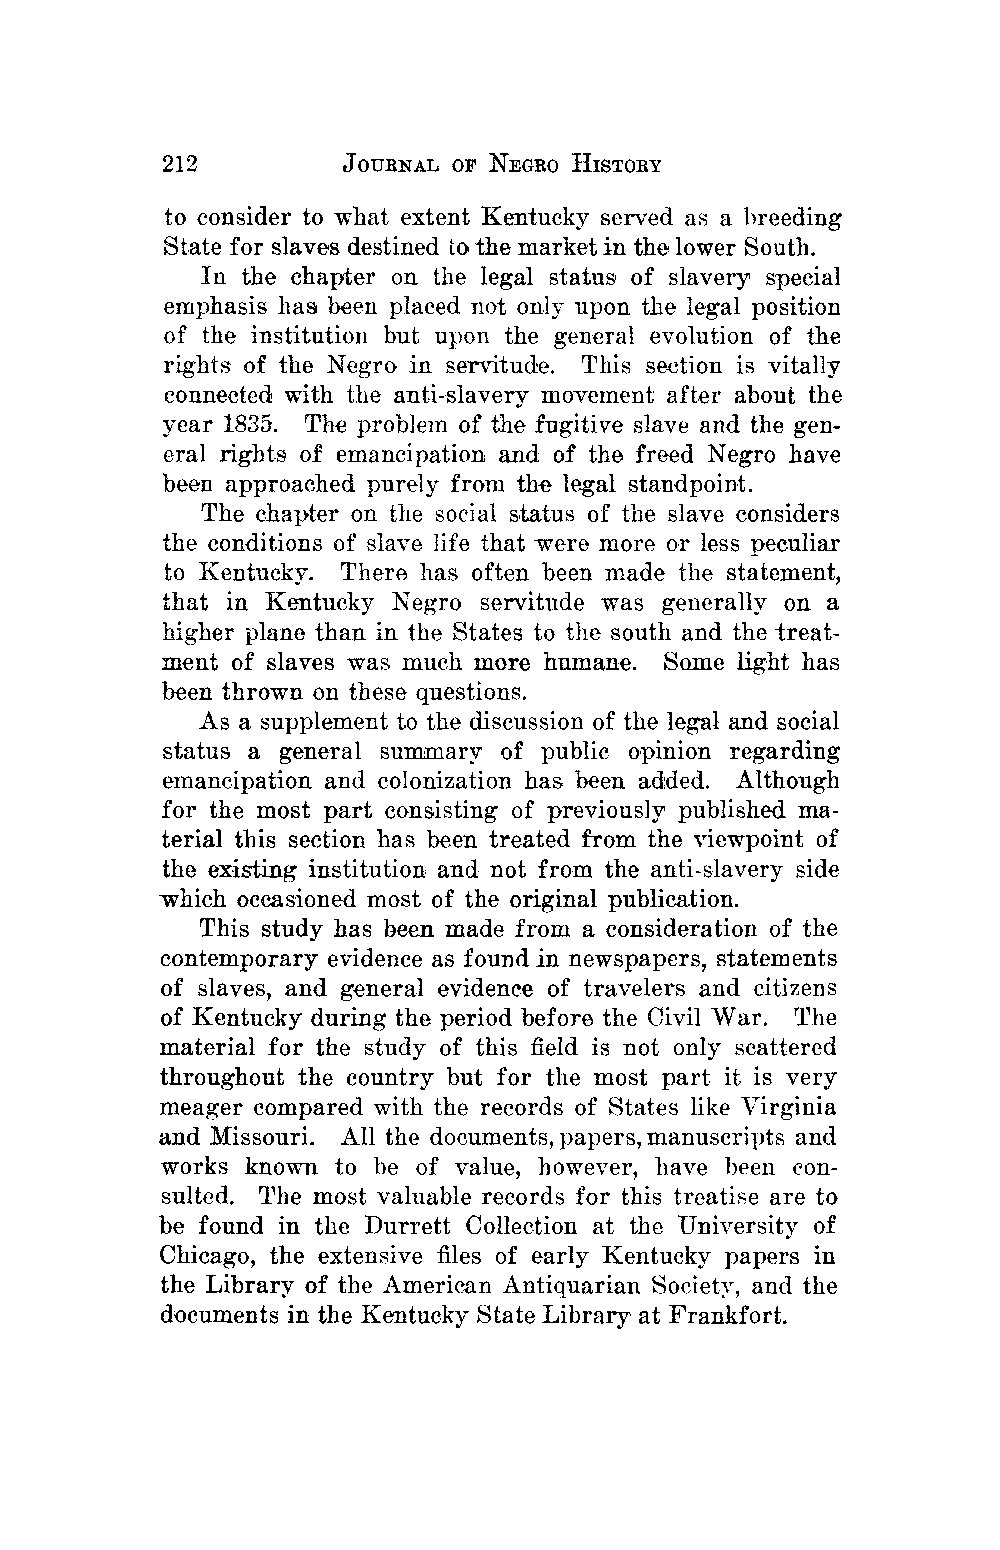 212 JOURNAL OF NEGRO HISTORY
to consider to what extent Kentucky served as a breeding
State for slaves destined to the market in the lower South.
In the chapter on the legal status of slavery special
emphasis has been placed not only upon the legal position
of the institution but upon the general evolution of the
rights of the Negro in servitude. This section is vitally
connected with the anti-slavery movement after about the
year 1835. The problem of the fugitive slave and the gen-
eral rights of emancipation and of the freed Negro have
been approached purely from the legal standpoint.
The chapter on the social status of the slave considers
the conditions of slave life that were more or less peculiar
to Kentucky. There has often been made the statement,
that in Kentucky Negro servitude was generally on a
higher plane than in the States to the south and the treat-
ment of slaves was much more humane. Some light has
been thrown on these questions.
As a supplement to the discussion of the legal and social
status a general summary of public opinion regarding
emancipation and colonization has been added. Although
for the most part consisting of previously published ma-
terial this section has been treated from the viewpoint of
the existing institution and not from the anti-slavery side
which occasioned most of the original publication.
This study has been made from a consideration of the
contemporary evidence as found in newspapers, statements
of slaves, and general evidence of travelers and citizens
of Kentucky during the period before the Civil War. The
material for the study of this field is not only scattered
throughout the country but for the most part it is very
meager compared with the records of States like Virginia
and Missouri. All the documents, papers, manuscripts and
works known to be of value, however, have been con-
sulted. The most valuable records for this treatise are to
be found in the Durrett Collection at the University of
Chicago, the extensive files of early Kentucky papers in
the Library of the American Antiquarian Society, and the
documents in the Kentucky State Library at Frankfort.